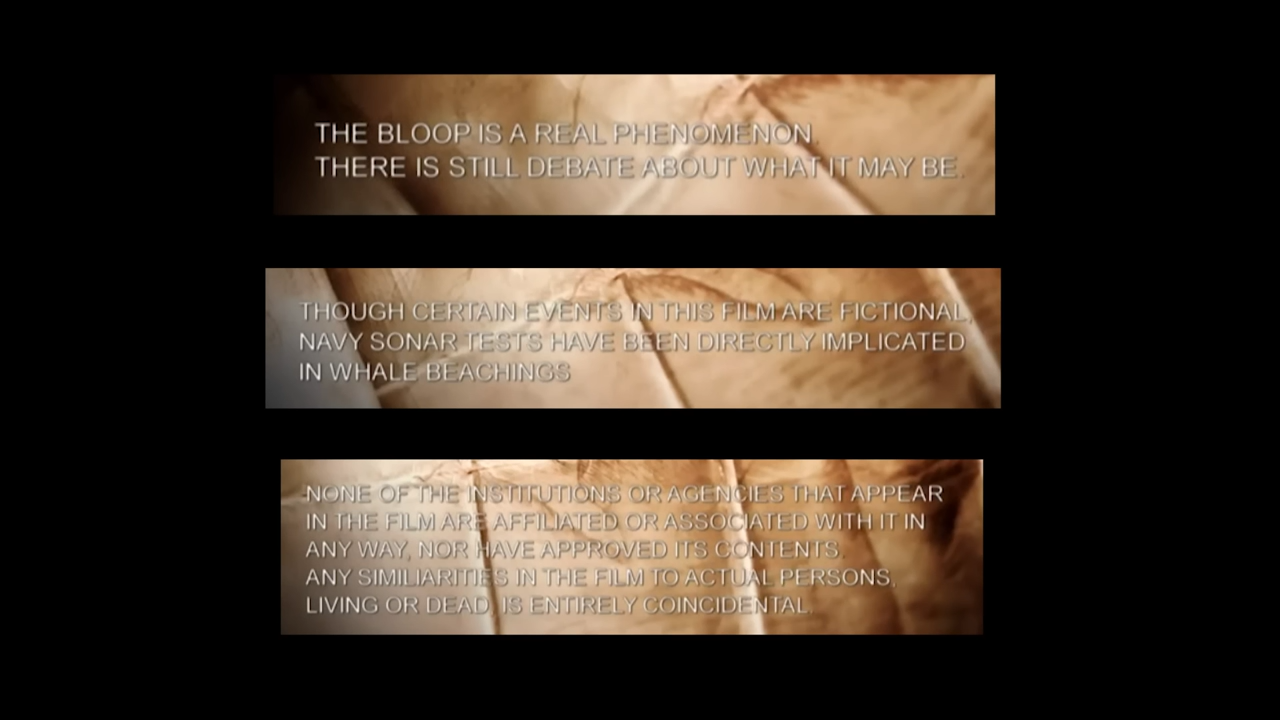 THE BLOOP IS A REAL PHENOMENON.
THERE IS STILL DEBATE ABOUT WHAT IT MAY BE.
THOUGH CERTAIN EVENTS IN THIS FILM ARE FICTIONAL,
NAVY SONAR TESTS HAVE BEEN DIRECTLY IMPLICATED
IN WHALE BEACHINGS
NONE OF THE INSTITUTIONS OR AGENCIES THAT APPEAR
IN THE FILM ARE AFFILIATED OR ASSOCIATED WITH IT IN
ANY WAY, NOR HAVE APPROVED ITS CONTENTS.
ANY SIMILIARITIES IN THE FILM TO ACTUAL PERSONS,
LIVING OR DEAD, IS ENTIRELY COINCIDENTAL.